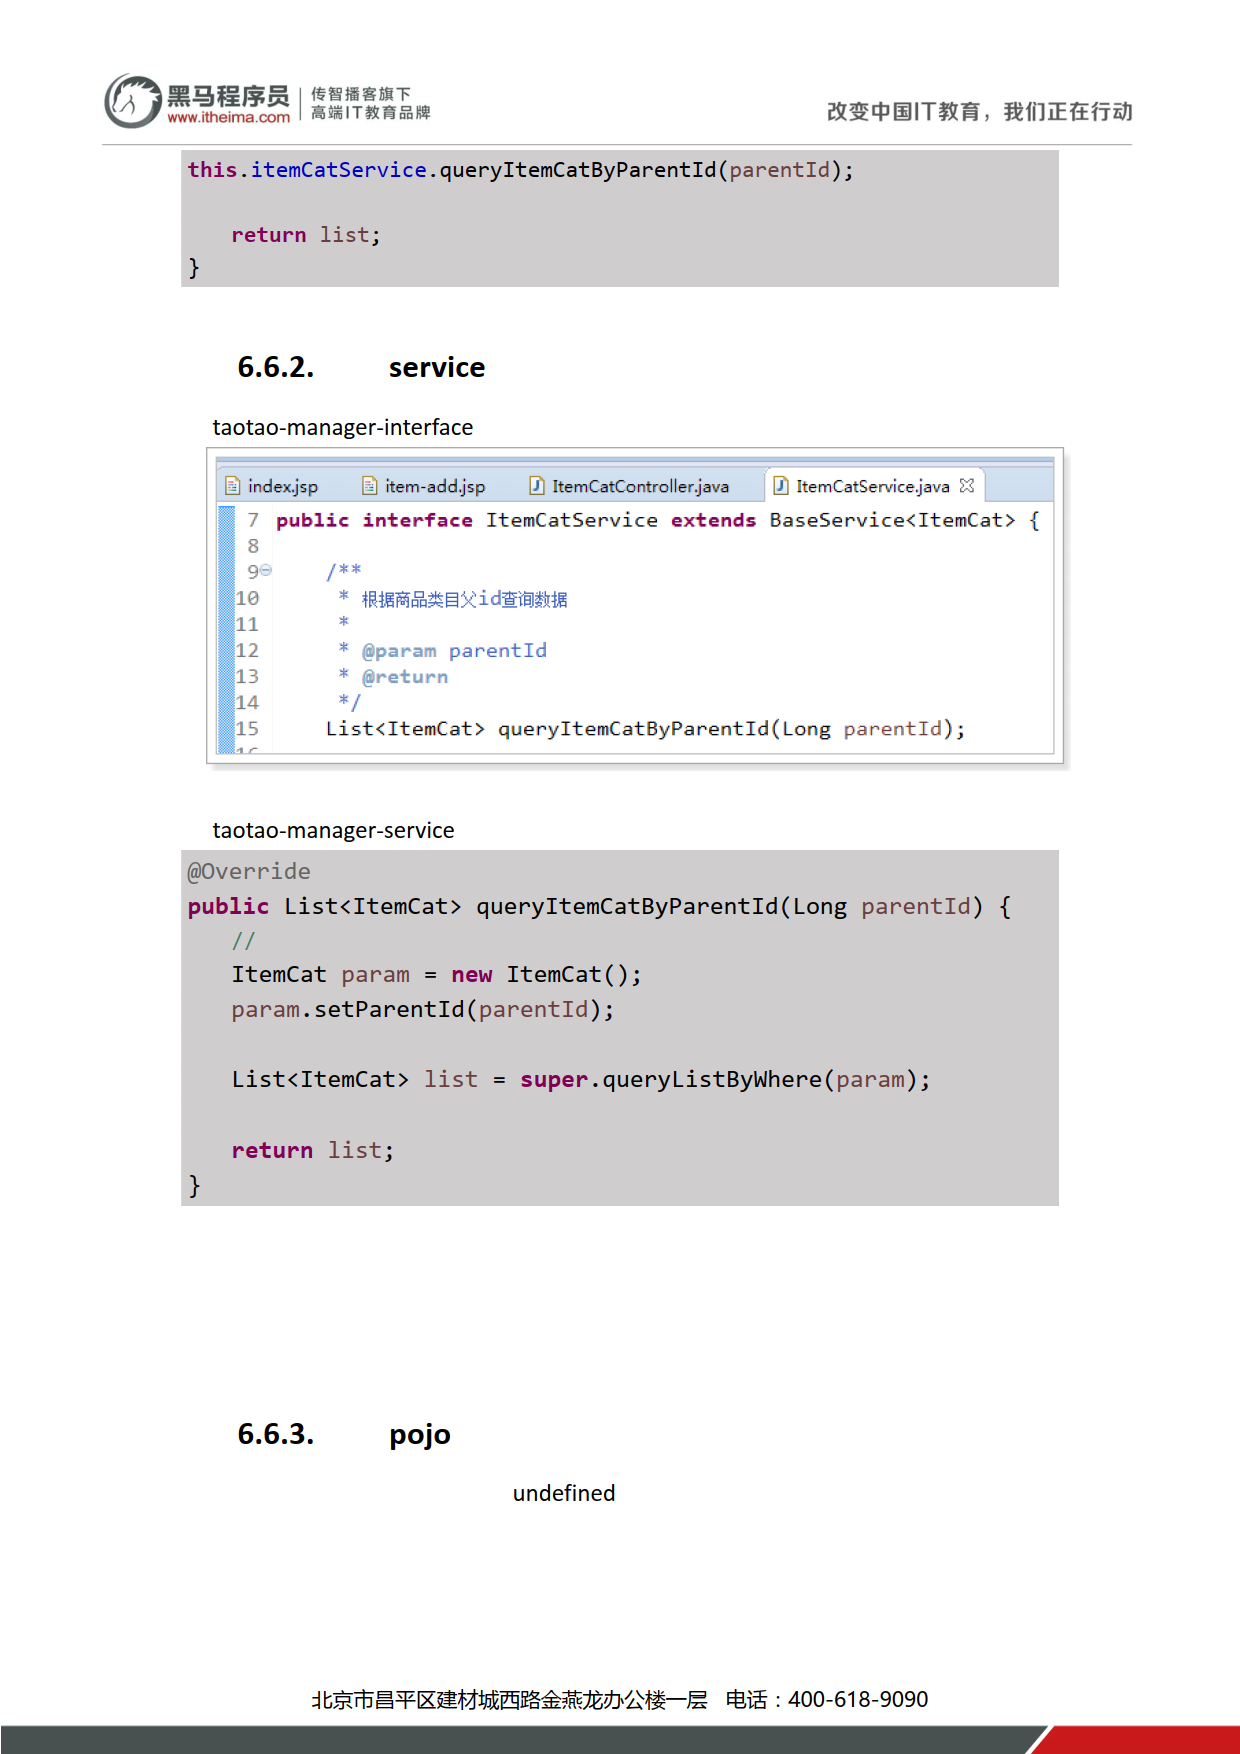 黑马程序员
www.itheima.com
传智播客旗下
高端IT教育品牌
改变中国IT教育，我们正在行动
this.itemCatService.queryItemCatByParentId(parentId);
return list;
}
6.6.2. service
taotao-manager-interface
index.jsp item-add.jsp ItemCatController.java ItemCatService.java
7 public interface ItemCatService extends BaseService<ItemCat> {
8
9 /**
10 * 根据商品类目父id查询数据
11 *
12 * @param parentId
13 * @return
14 */
15 List<ItemCat> queryItemCatByParentId(Long parentId);
16
taotao-manager-service
@Override
public List<ItemCat> queryItemCatByParentId(Long parentId) {
//
ItemCat param = new ItemCat();
param.setParentId(parentId);
List<ItemCat> list = super.queryListByWhere(param);
return list;
}
6.6.3. pojo
undefined
北京市昌平区建材城西路金燕龙办公楼一层 电话：400-618-9090